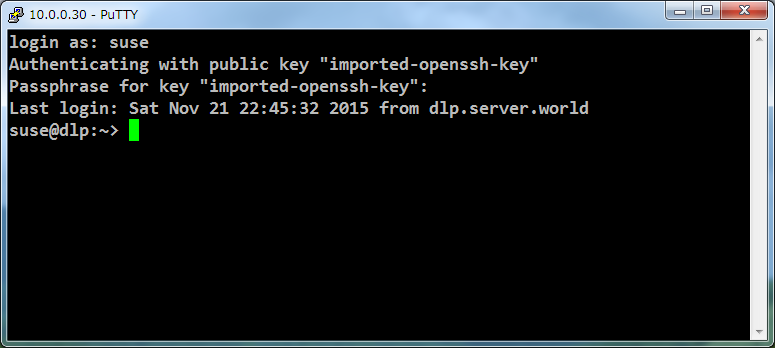 10.0.0.30 - PuTTY
login as: suse
Authenticating with public key "imported-openssh-key"
Passphrase for key "imported-openssh-key":
Last login: Sat Nov 21 22:45:32 2015 from dlp.server.world
suse@dlp:~>